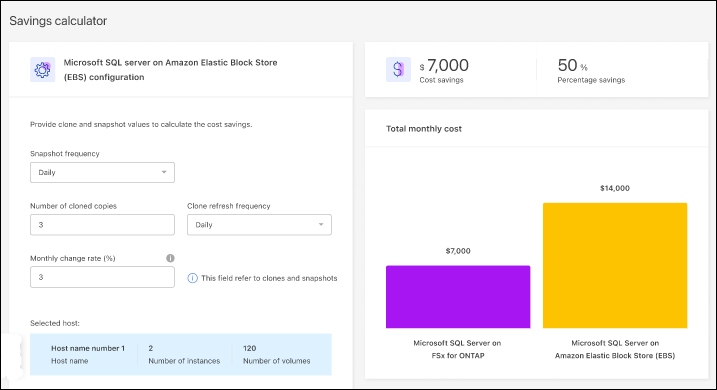 Savings calculator
Microsoft SQL server on Amazon Elastic Block Store
(EBS) configuration
Provide clone and snapshot values to calculate the cost savings.
Snapshot frequency
Daily
Number of cloned copies
3
Clone refresh frequency
Daily
Monthly change rate (%)
3
This field refer to clones and snapshots
Selected host:
Host name number 1
Host name
2
Number of instances
120
Number of volumes
$ 7,000
Cost savings
50 %
Percentage savings
Total monthly cost
$7,000
Microsoft SQL Server on
FSx for ONTAP
$14,000
Microsoft SQL Server on
Amazon Elastic Block Store (EBS)